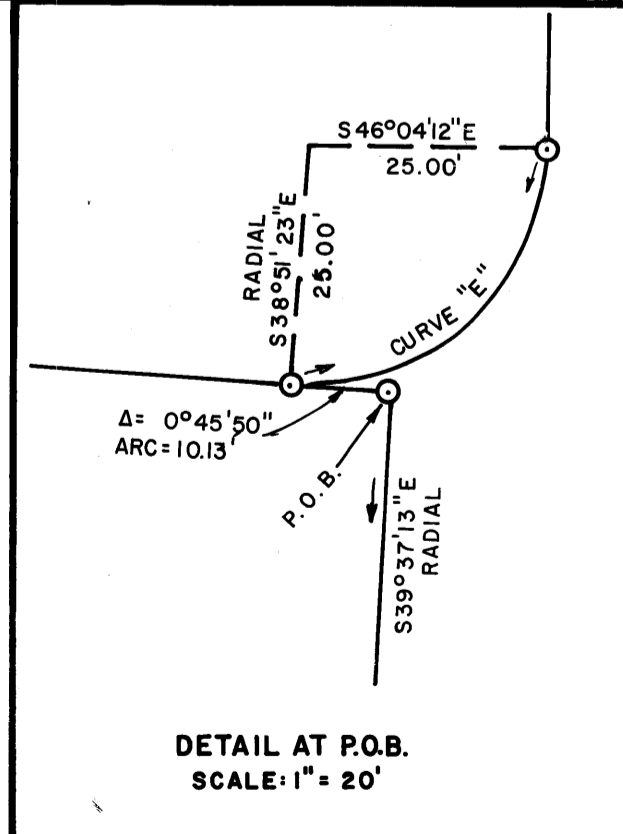 S46°04'12"E
25.00'
RADIAL
S38°51'23"E
25.00'
CURVE "E"
Δ= 0°45'50"
ARC=10.13'
P.O.B.
S39°37'13"E
RADIAL
DETAIL AT P.O.B.
SCALE: 1" = 20'